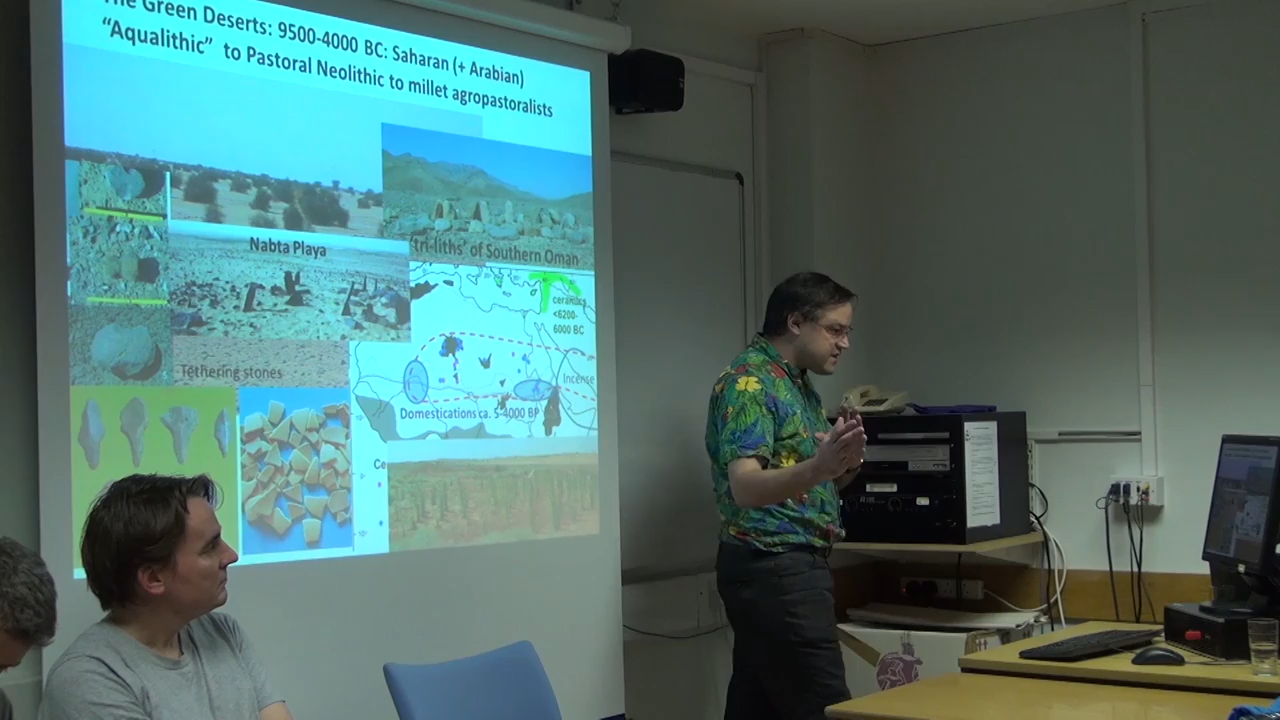 The Green Deserts: 9500-4000 BC: Saharan (+ Arabian)
“Aqualithic” to Pastoral Neolithic to millet agropastoralists
Nabta Playa
'tri-liths' of Southern Oman
ceramics
<6200-
6000 BC
Tethering stones
Incense
Domestications ca. 5-4000 BP
Ce